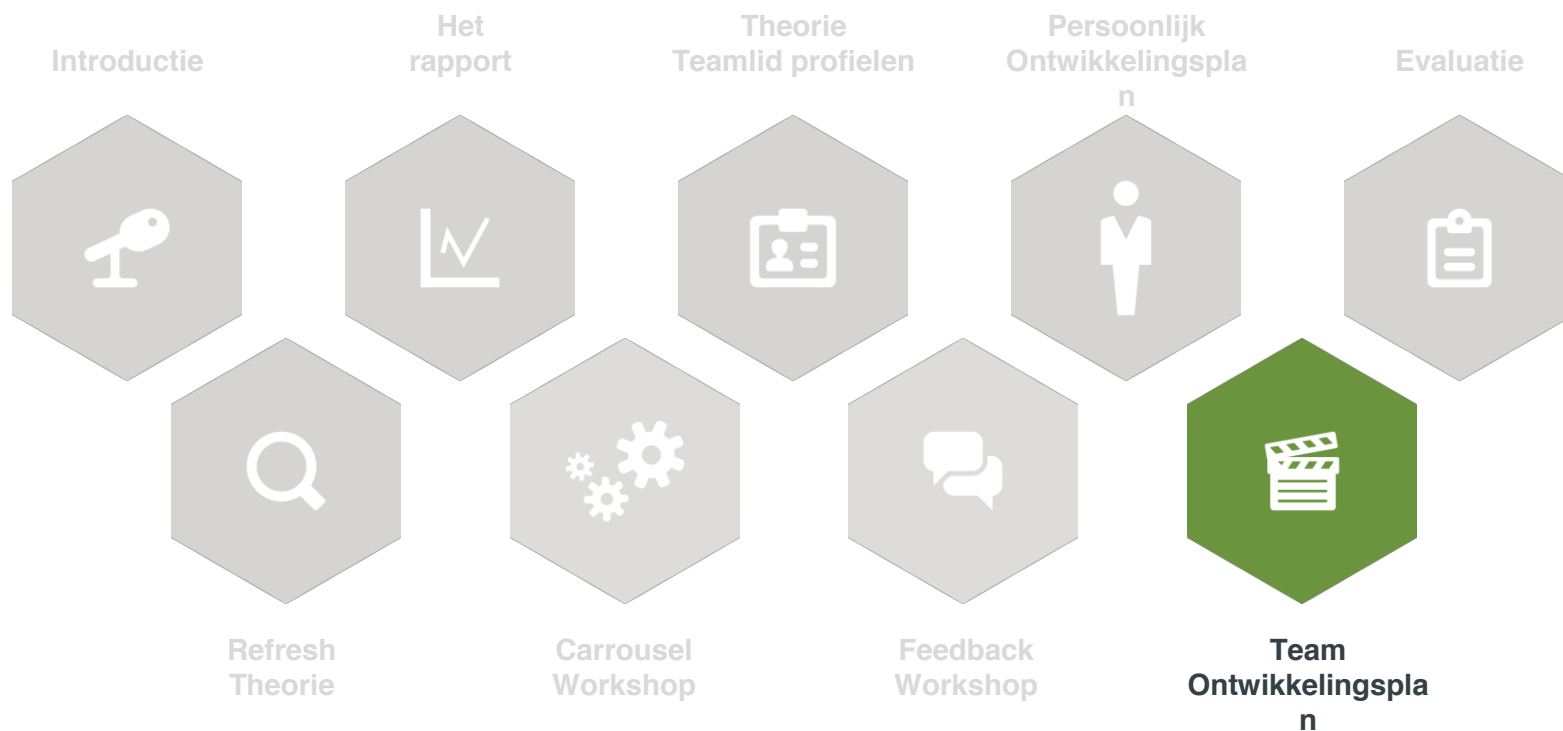 Introductie
Het
rapport
Theorie
Teamlid profielen
Persoonlijk
Ontwikkelingspla
n
Evaluatie
Refresh
Theorie
Carrousel
Workshop
Feedback
Workshop
Team
Ontwikkelingspla
n